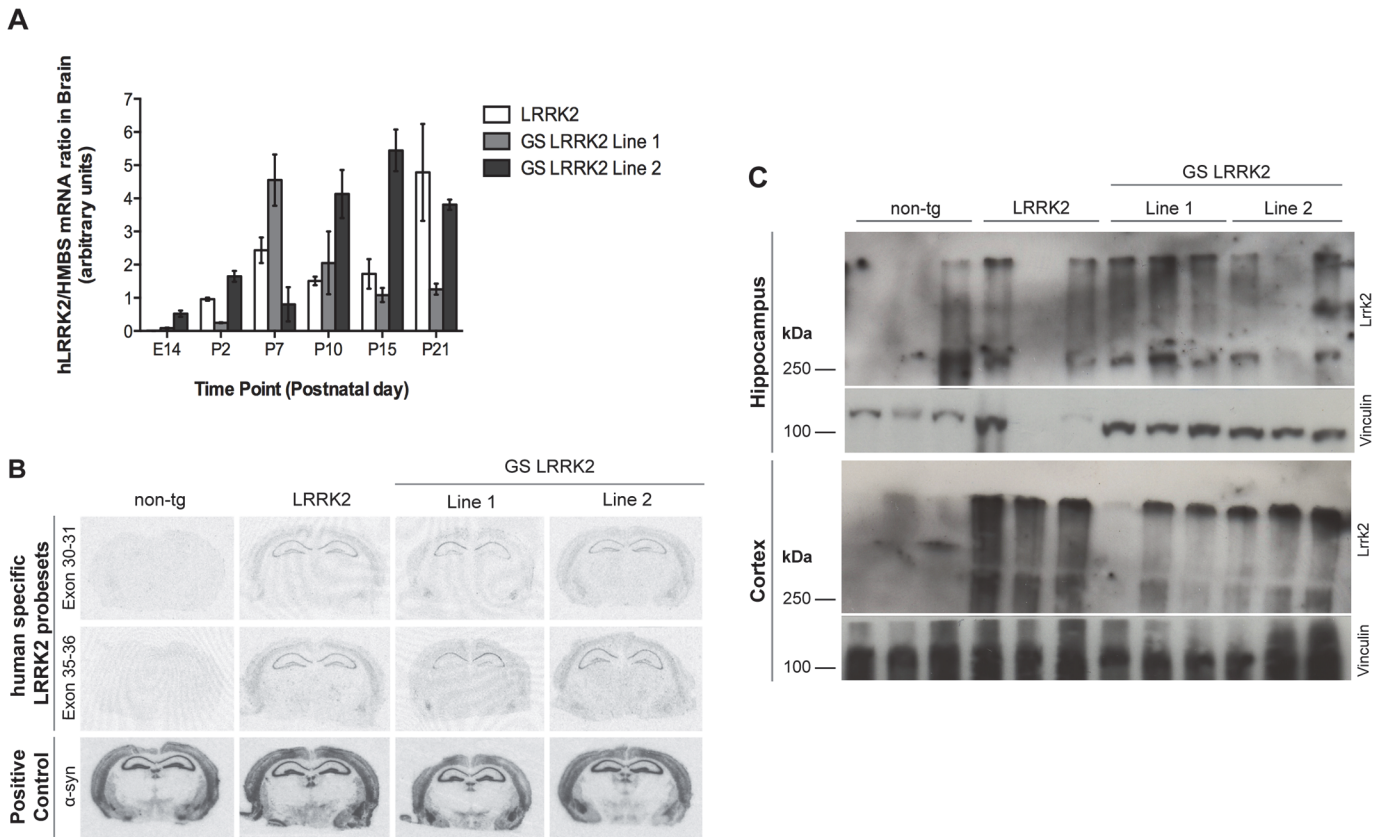 A
hLRRK2/HMBS mRNA ratio in Brain
(arbitrary units)
7
6
5
4
3
2
1
0
E14 P2 P7 P10 P15 P21
Time Point (Postnatal day)
LRRK2
GS LRRK2 Line 1
GS LRRK2 Line 2
B
GS LRRK2
non-tg LRRK2 Line 1 Line 2
human specific
LRRK2 probesets
Exon 30-31
Exon 35-36
Positive
Control
α-syn
C
GS LRRK2
non-tg LRRK2 Line 1 Line 2
Hippocampus
kDa
250
Lrrk2
100
Vinculin
Cortex
kDa
250
Lrrk2
100
Vinculin